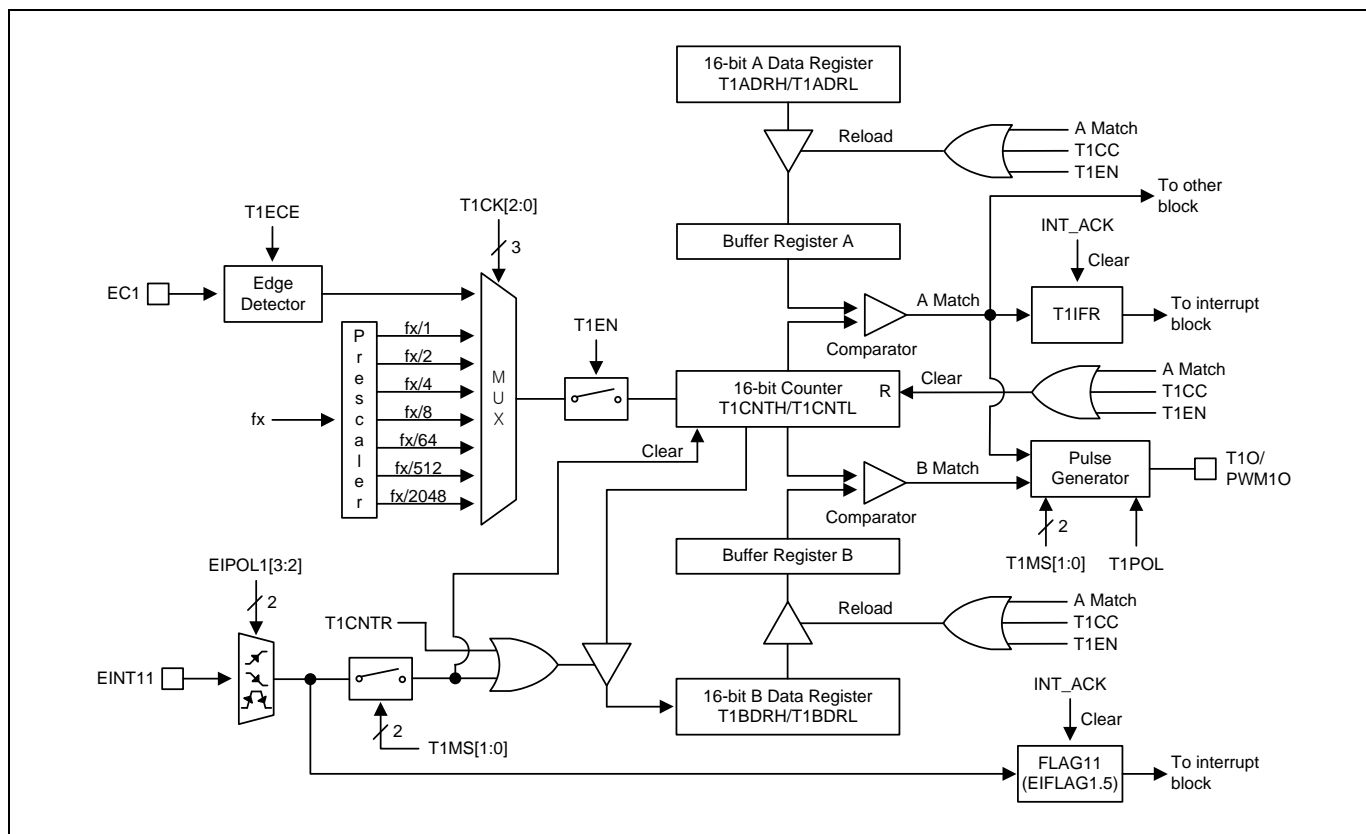 16-bit A Data Register
T1ADRH/T1ADRL
Reload
A Match
T1CC
T1EN
To other
block
T1ECE
T1CK[2:0]
3
Buffer Register A
INT_ACK
Clear
EC1
Edge
Detector
A Match
T1IFR
To interrupt
block
Comparator
Prescaler
fx/1
fx/2
fx/4
fx/8
fx/64
fx/512
fx/2048
MUX
T1EN
fx
16-bit Counter
T1CNTH/T1CNTL
R
Clear
A Match
T1CC
T1EN
Clear
B Match
Pulse
Generator
T1O/
PWM1O
Comparator
2
T1MS[1:0]
T1POL
Buffer Register B
EIPOL1[3:2]
2
Reload
A Match
T1CC
T1EN
T1CNTR
EINT11
16-bit B Data Register
T1BDRH/T1BDRL
2
T1MS[1:0]
INT_ACK
Clear
FLAG11
(EIFLAG1.5)
To interrupt
block